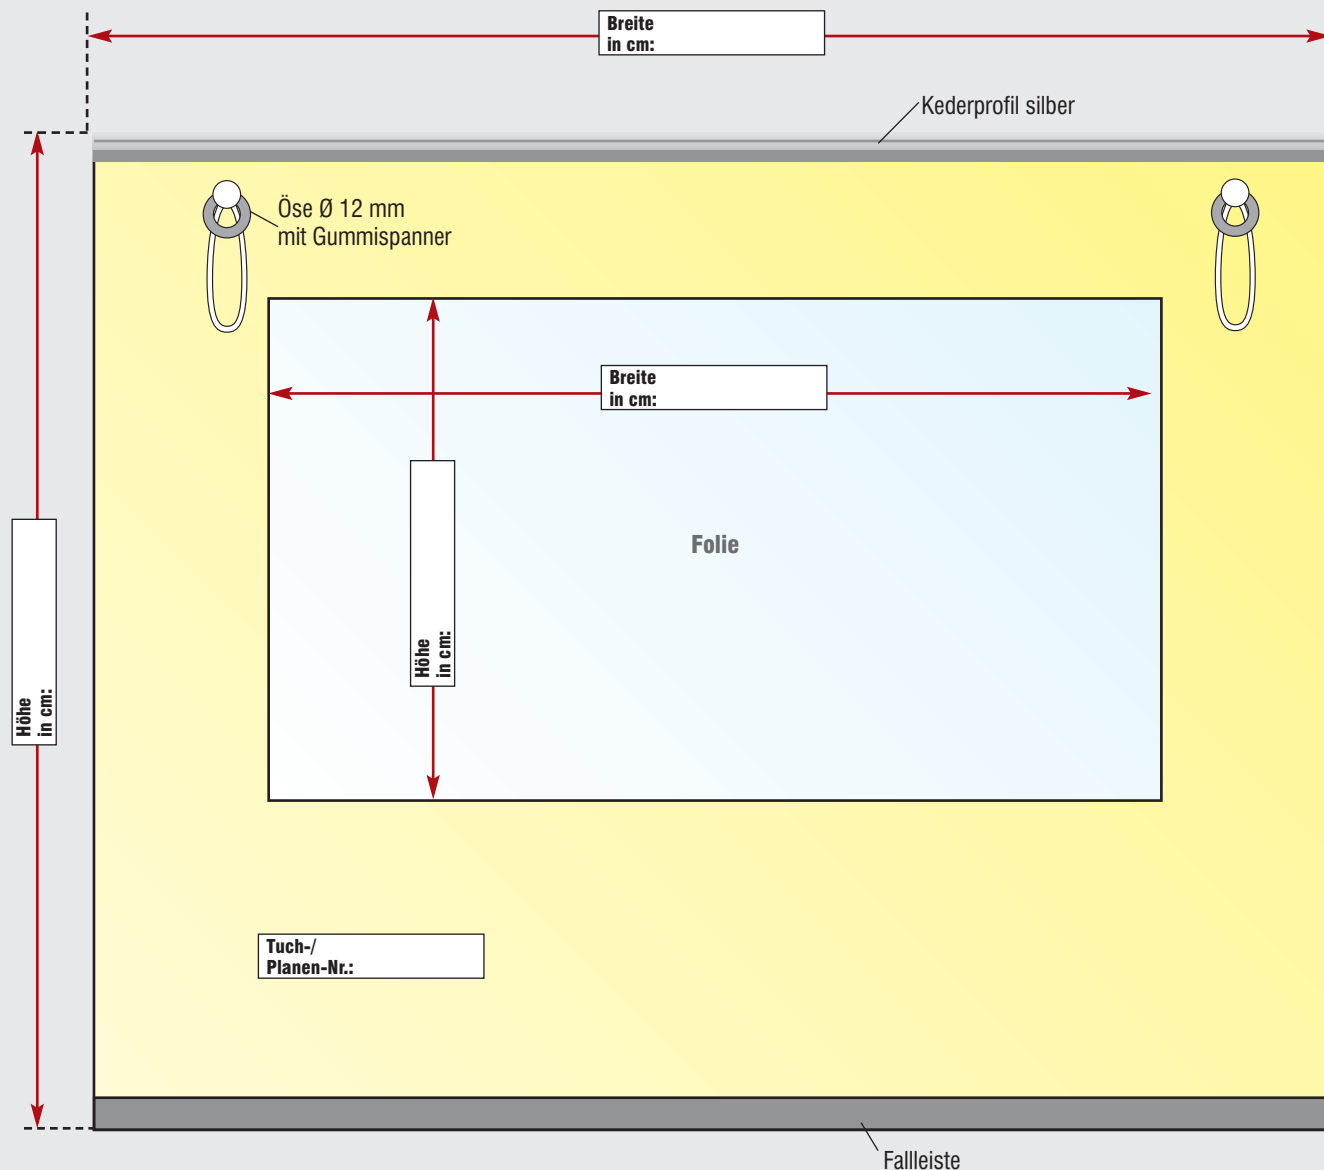 Breite
in cm:
Kederprofil silber
Öse Ø 12 mm
mit Gummispanner
Breite
in cm:
Folie
Höhe
in cm:
Höhe
in cm:
Tuch-/
Planen-Nr.:
Fallleiste